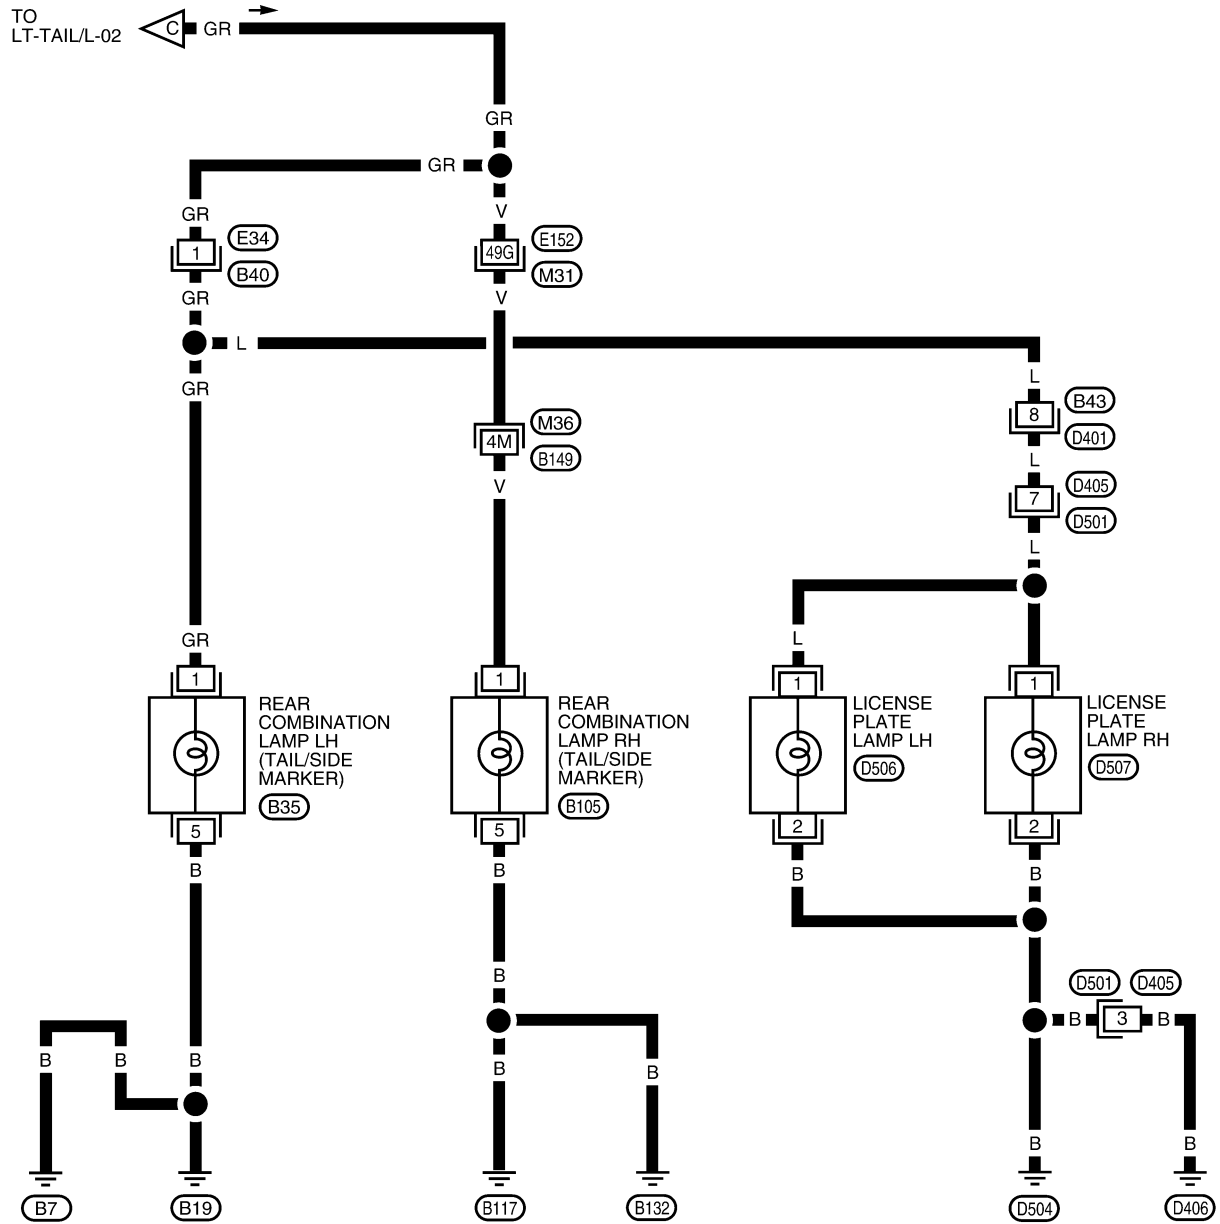 TO
LT-TAIL/L-02
C
GR
GR
GR
GR
V
1
E34
B40
49G
E152
M31
GR
V
L
GR
L
8
B43
D401
4M
M36
B149
L
V
7
D405
D501
L
GR
L
1
1
1
1
REAR
COMBINATION
LAMP LH
(TAIL/SIDE
MARKER)
B35
REAR
COMBINATION
LAMP RH
(TAIL/SIDE
MARKER)
B105
LICENSE
PLATE
LAMP LH
D506
LICENSE
PLATE
LAMP RH
D507
5
5
2
2
B
B
B
B
B
D501
D405
B
3
B
B
B
B
B
B
B
B
B7
B19
B117
B132
D504
D406